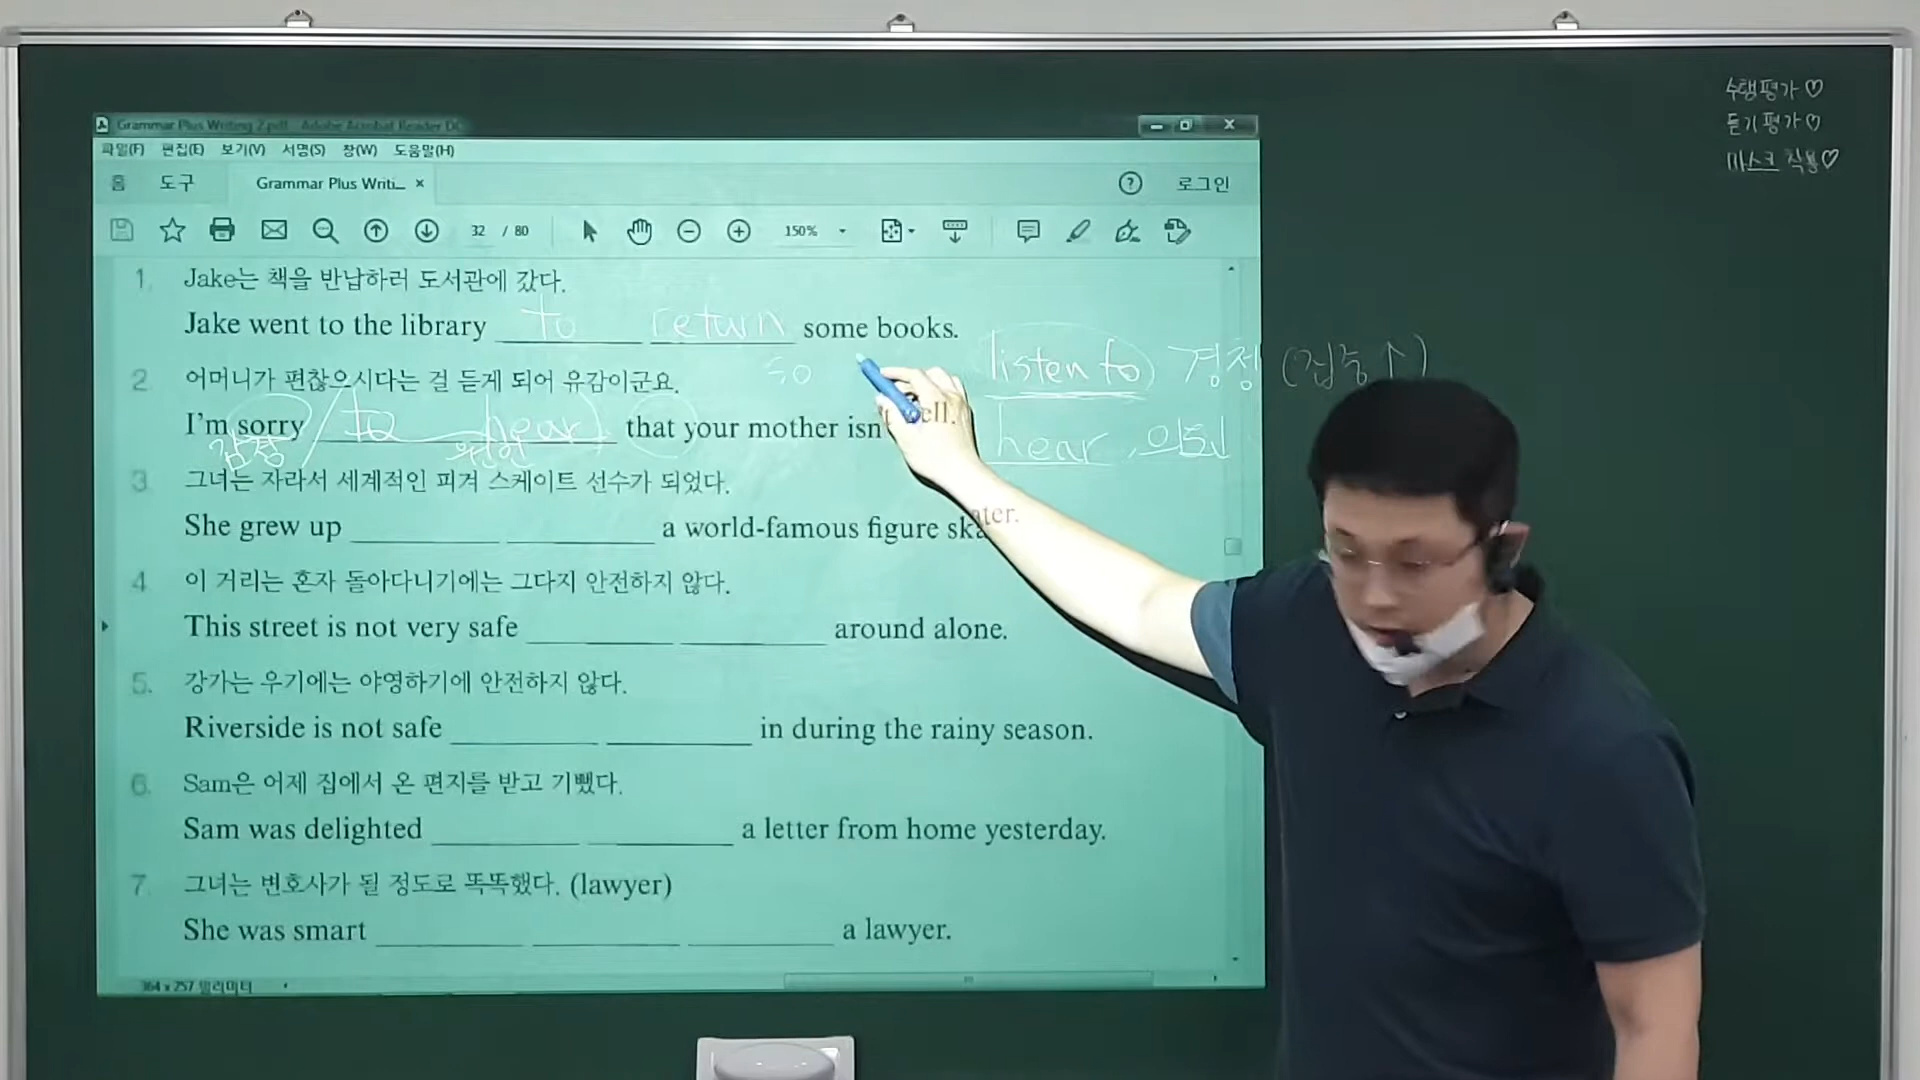 수행평가♡
듣기평가♡
마스크 착용♡
Grammar Plus Writing 2.pdf - Adobe Acrobat Reader DC
파일(F) 편집(E) 보기(V) 서명(S) 창(W) 도움말(H)
홈 도구 Grammar Plus Writi... × ? 로그인
32 / 80 150%
1. Jake는 책을 반납하러 도서관에 갔다.
Jake went to the library to return some books.
listen to 경청 (집중↑)
so
2 어머니가 편찮으시다는 걸 듣게 되어 유감이군요.
I'm sorry / to hear) that your mother isn't well.
hear
감정 원인
3 그녀는 자라서 세계적인 피겨 스케이트 선수가 되었다.
She grew up a world-famous figure skater.
4 이 거리는 혼자 돌아다니기에는 그다지 안전하지 않다.
This street is not very safe around alone.
5. 강가는 우기에는 야영하기에 안전하지 않다.
Riverside is not safe in during the rainy season.
6. Sam은 어제 집에서 온 편지를 받고 기뻤다.
Sam was delighted a letter from home yesterday.
7. 그녀는 변호사가 될 정도로 똑똑했다. (lawyer)
She was smart a lawyer.
364 x 257 밀리미터